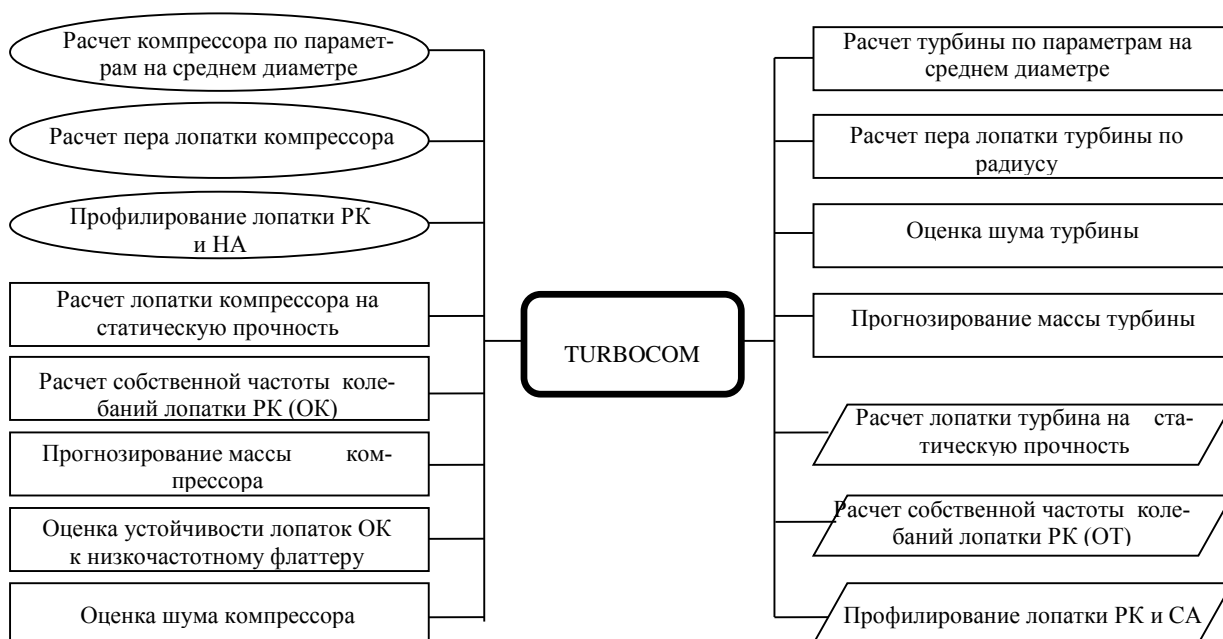 Расчет компрессора по парамет-
рам на среднем диаметре
Расчет пера лопатки компрессора
Профилирование лопатки РК
и НА
Расчет лопатки компрессора на
статическую прочность
Расчет собственной частоты коле-
баний лопатки РК (ОК)
Прогнозирование массы ком-
прессора
Оценка устойчивости лопаток ОК
к низкочастотному флаттеру
Оценка шума компрессора
TURBOCOM
Расчет турбины по параметрам на
среднем диаметре
Расчет пера лопатки турбины по
радиусу
Оценка шума турбины
Прогнозирование массы турбины
Расчет лопатки турбина на ста-
тическую прочность
Расчет собственной частоты коле-
баний лопатки РК (ОТ)
Профилирование лопатки РК и СА